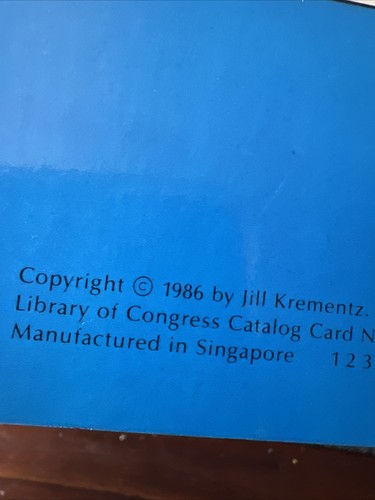 Copyright © 1986 by Jill Krementz.
Library of Congress Catalog Card N
Manufactured in Singapore 1 2 3